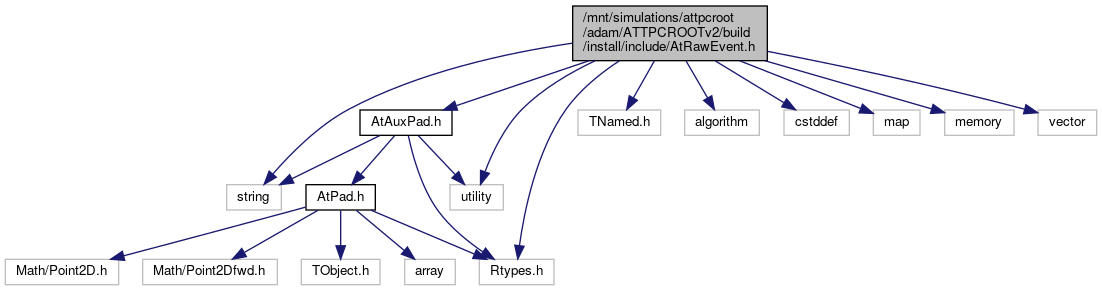 /mnt/simulations/attpcroot
/adam/ATTPCROOTv2/build
/install/include/AtRawEvent.h
AtAuxPad.h
TNamed.h
algorithm
cstddef
map
memory
vector
string
AtPad.h
utility
Math/Point2D.h
Math/Point2Dfwd.h
TObject.h
array
Rtypes.h